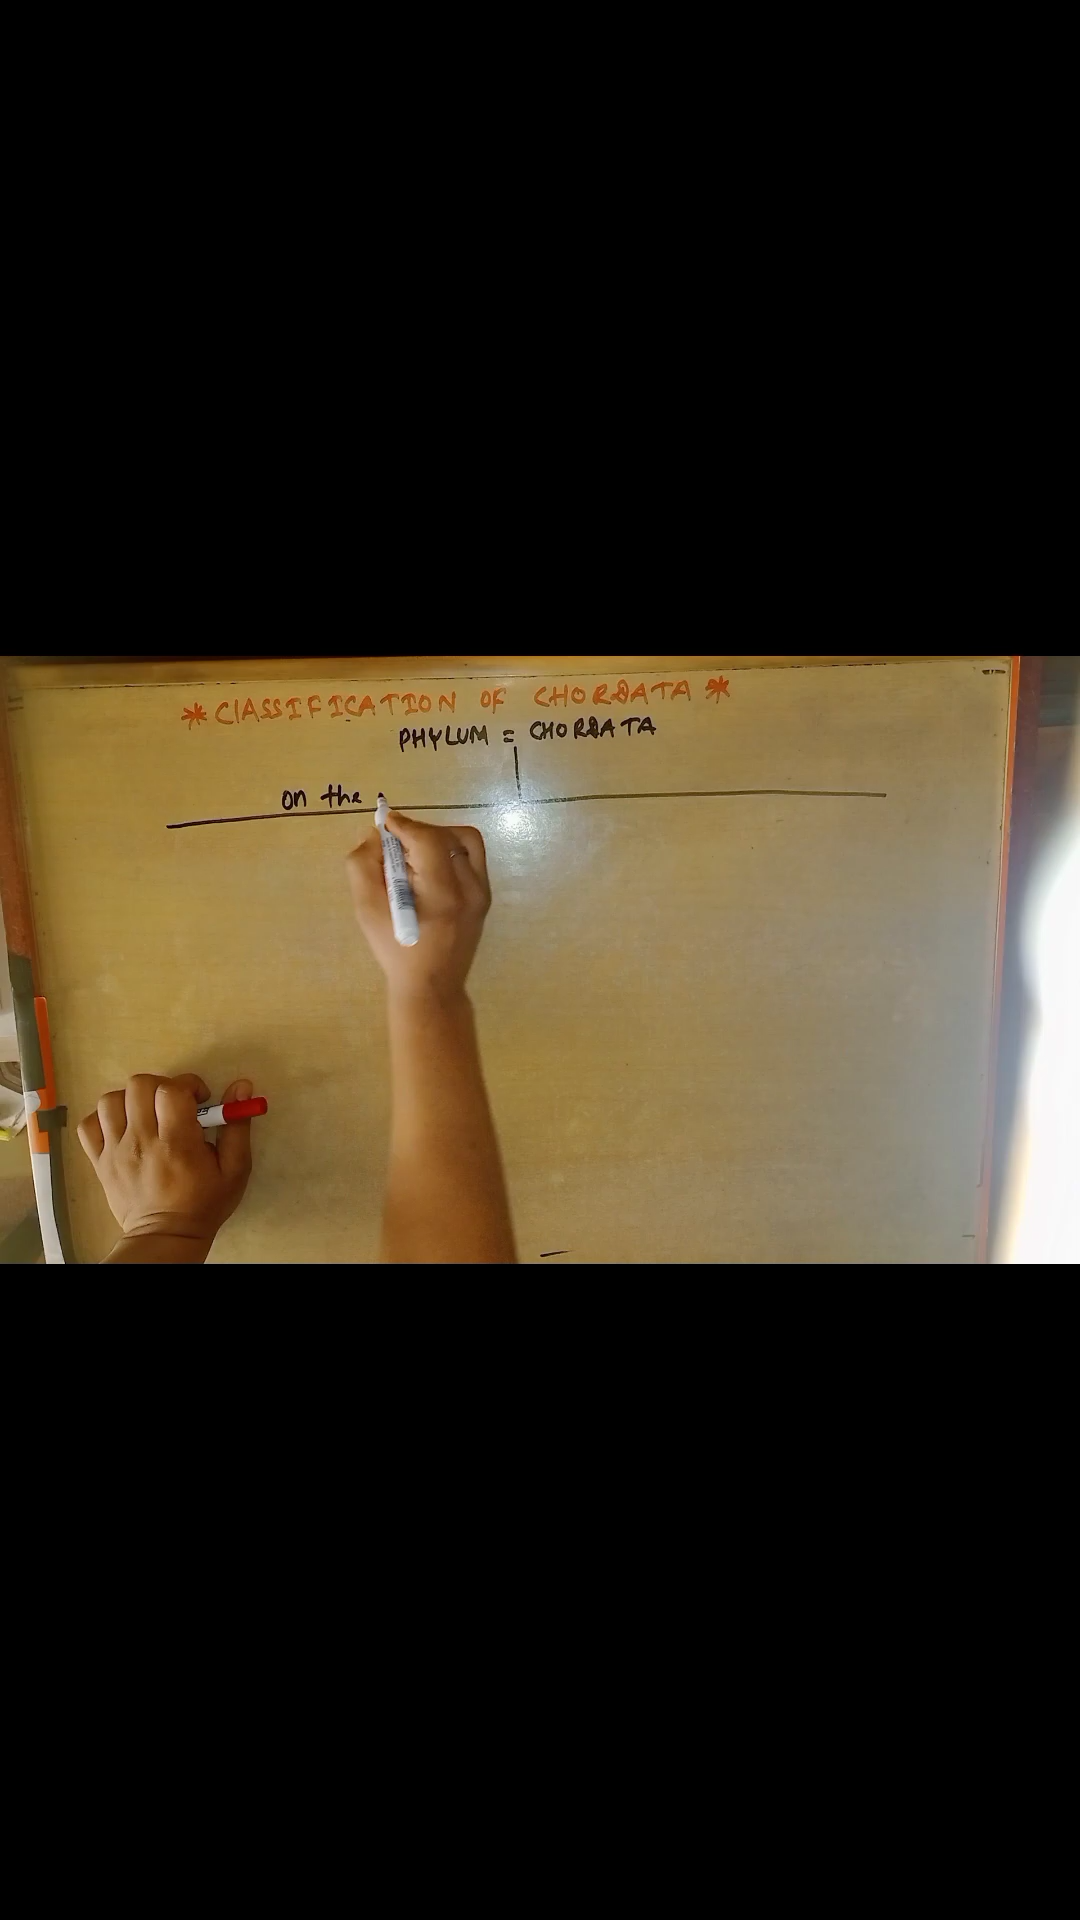 *CLASSIFICATION OF CHORDATA*
PHYLUM = CHORDATA
on the